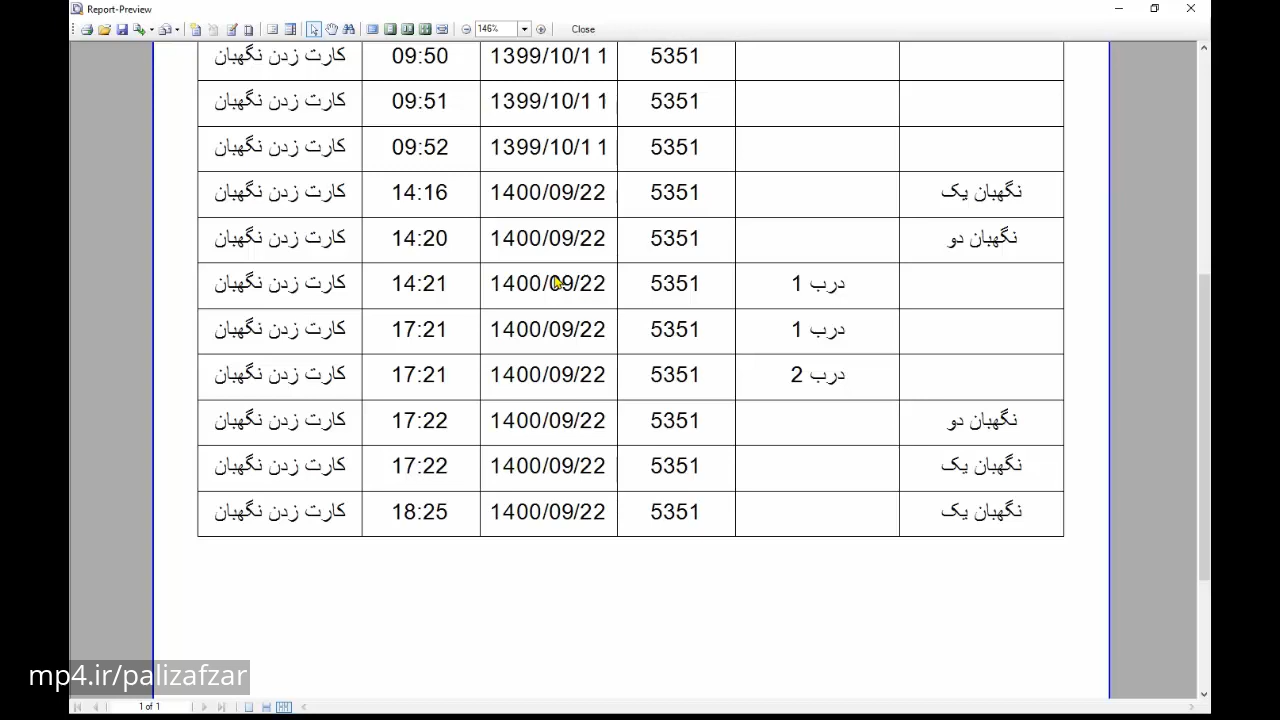 Report-Preview
146%
Close
5351 1399/10/11 09:50 کارت زدن نگهبان
5351 1399/10/11 09:51 کارت زدن نگهبان
5351 1399/10/11 09:52 کارت زدن نگهبان
نگهبان یک 5351 1400/09/22 14:16 کارت زدن نگهبان
نگهبان دو 5351 1400/09/22 14:20 کارت زدن نگهبان
درب 1 5351 1400/09/22 14:21 کارت زدن نگهبان
درب 1 5351 1400/09/22 17:21 کارت زدن نگهبان
درب 2 5351 1400/09/22 17:21 کارت زدن نگهبان
نگهبان دو 5351 1400/09/22 17:22 کارت زدن نگهبان
نگهبان یک 5351 1400/09/22 17:22 کارت زدن نگهبان
نگهبان یک 5351 1400/09/22 18:25 کارت زدن نگهبان
mp4.ir/palizafzar
1 of 1